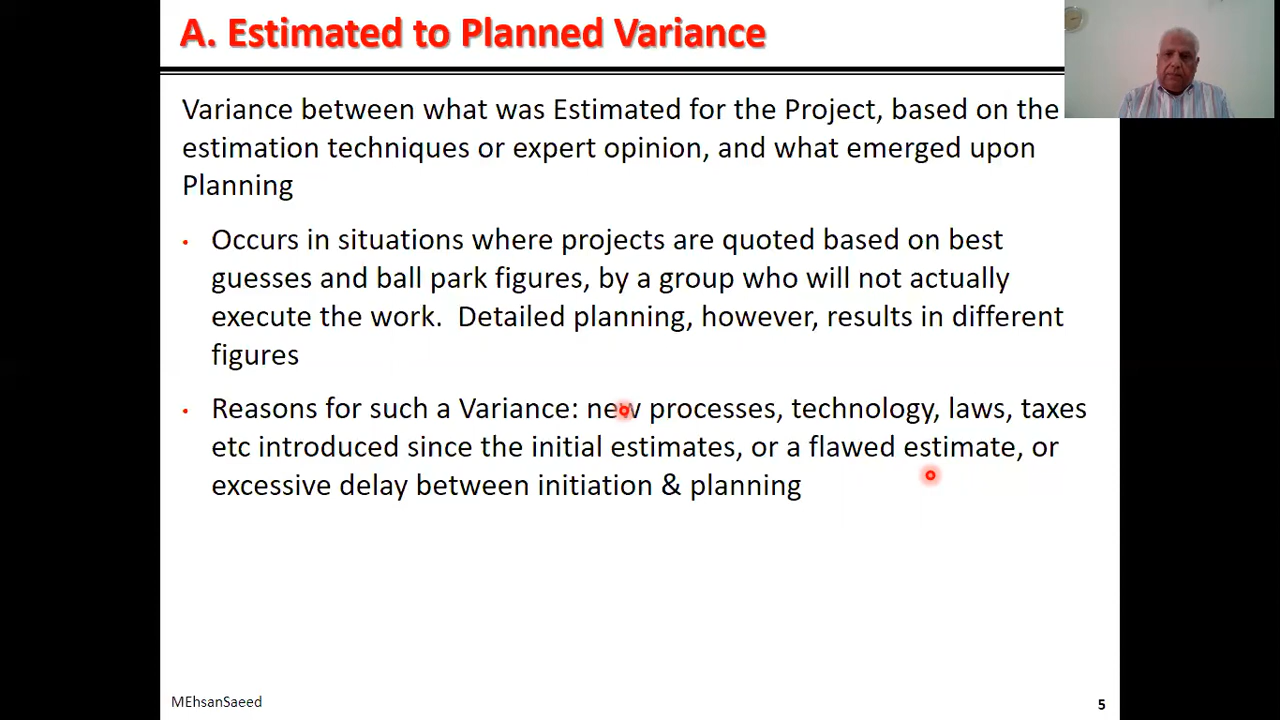 A. Estimated to Planned Variance
Variance between what was Estimated for the Project, based on the
estimation techniques or expert opinion, and what emerged upon
Planning
• Occurs in situations where projects are quoted based on best
guesses and ball park figures, by a group who will not actually
execute the work.  Detailed planning, however, results in different
figures
• Reasons for such a Variance: new processes, technology, laws, taxes
etc introduced since the initial estimates, or a flawed estimate, or
excessive delay between initiation & planning
MEhsanSaeed
5